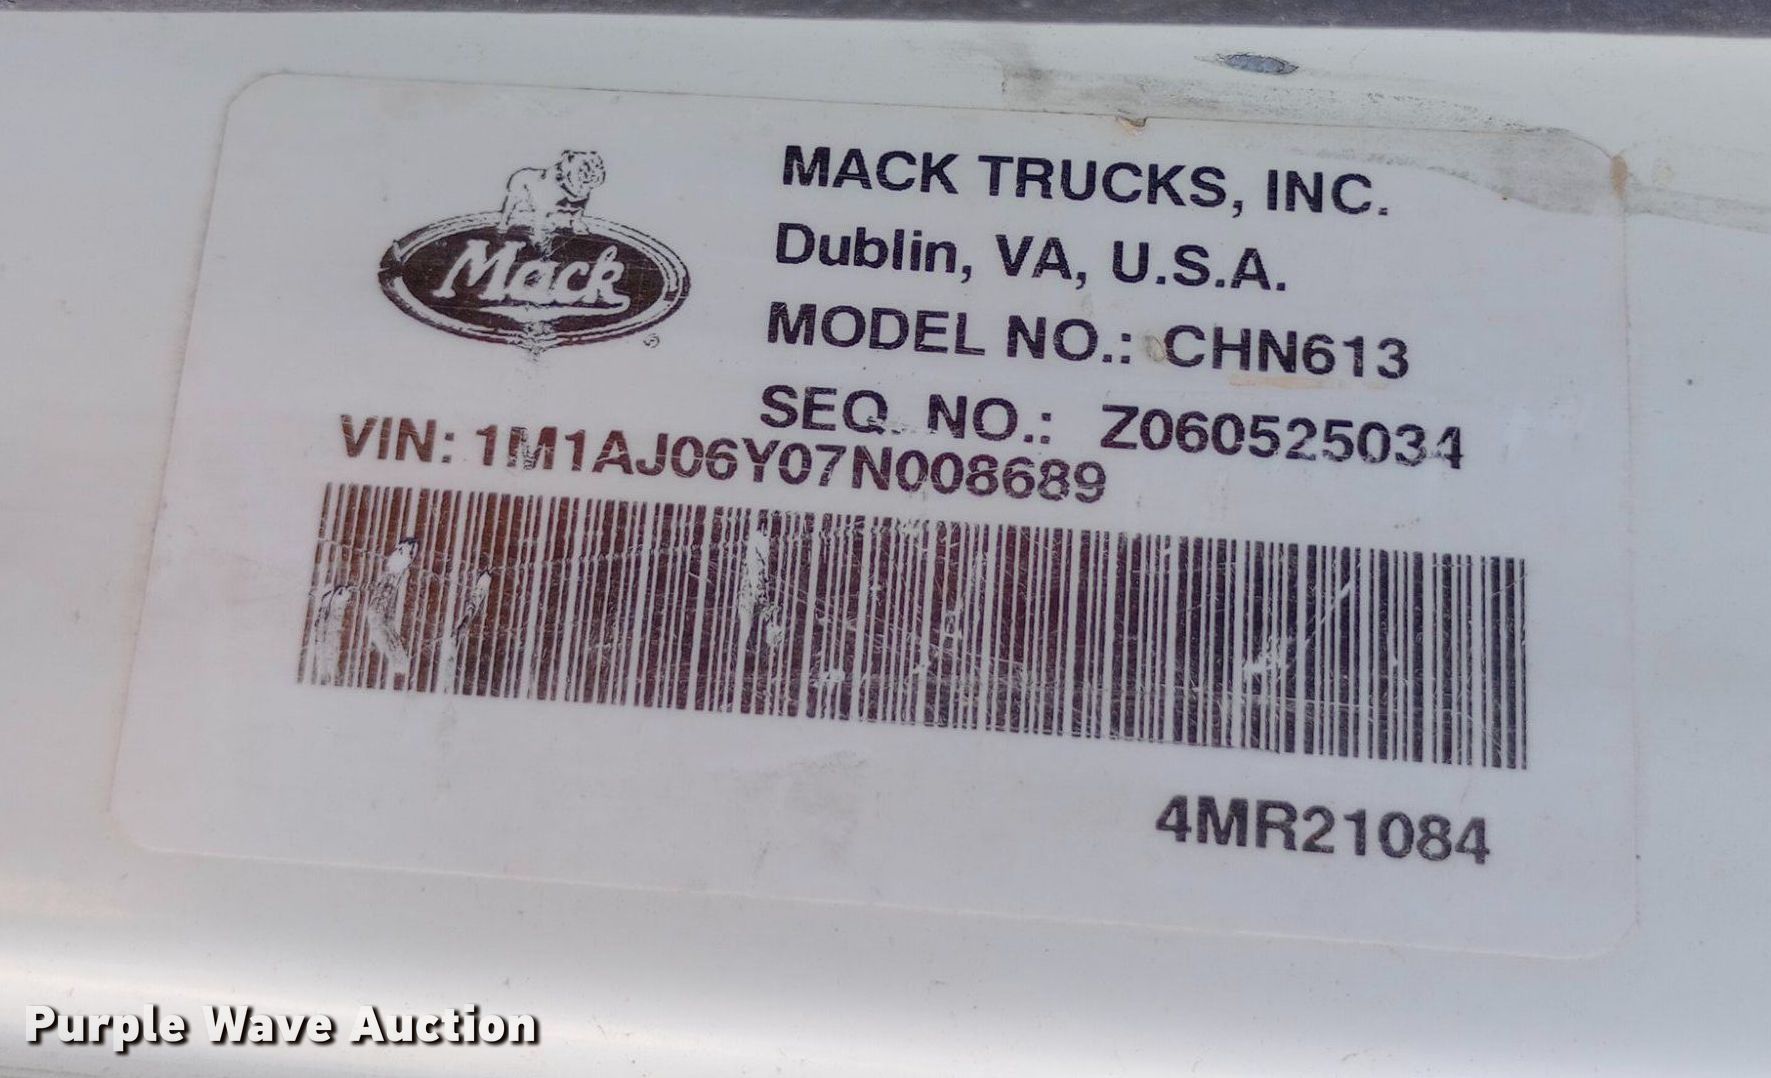 Mack
®
MACK TRUCKS, INC.
Dublin, VA, U.S.A.
MODEL NO.: CHN613
SEQ. NO.: Z060525034
VIN: 1M1AJ06Y07N008689
4MR21084
Purple Wave Auction